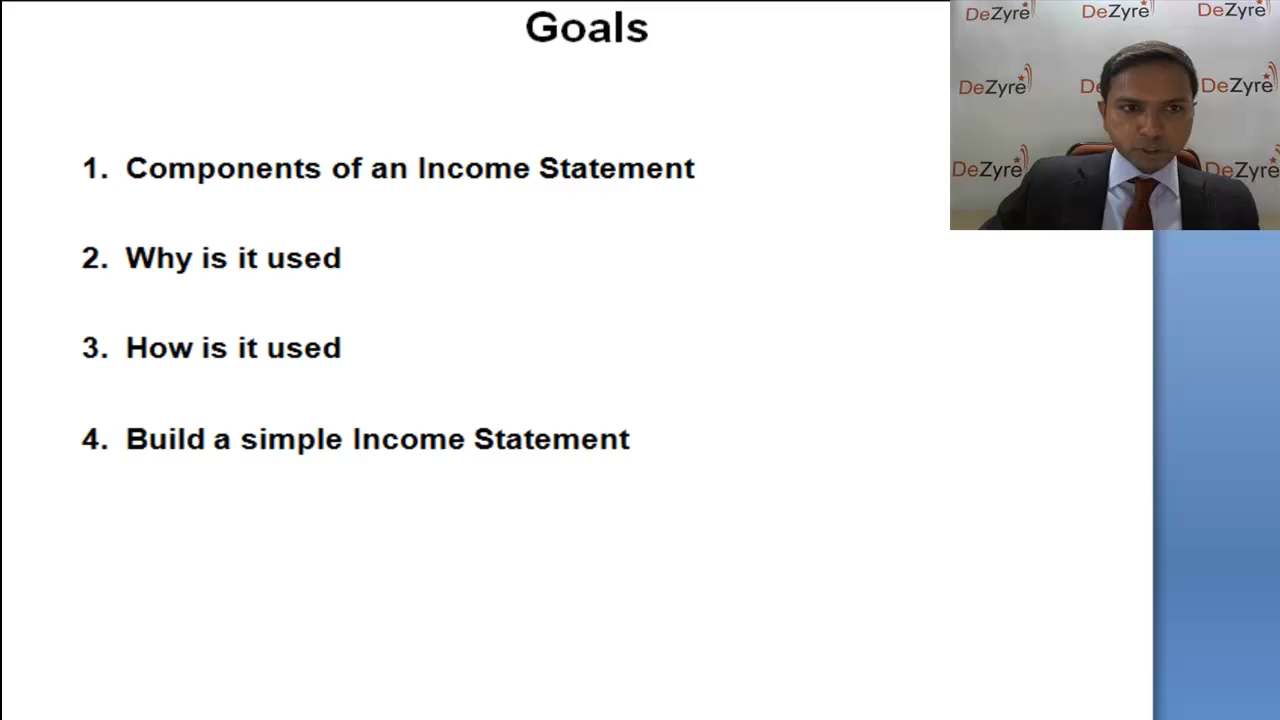 Goals
DeZyre DeZyre DeZyre
DeZyre De DeZyre
DeZyre DeZyre
1. Components of an Income Statement
2. Why is it used
3. How is it used
4. Build a simple Income Statement